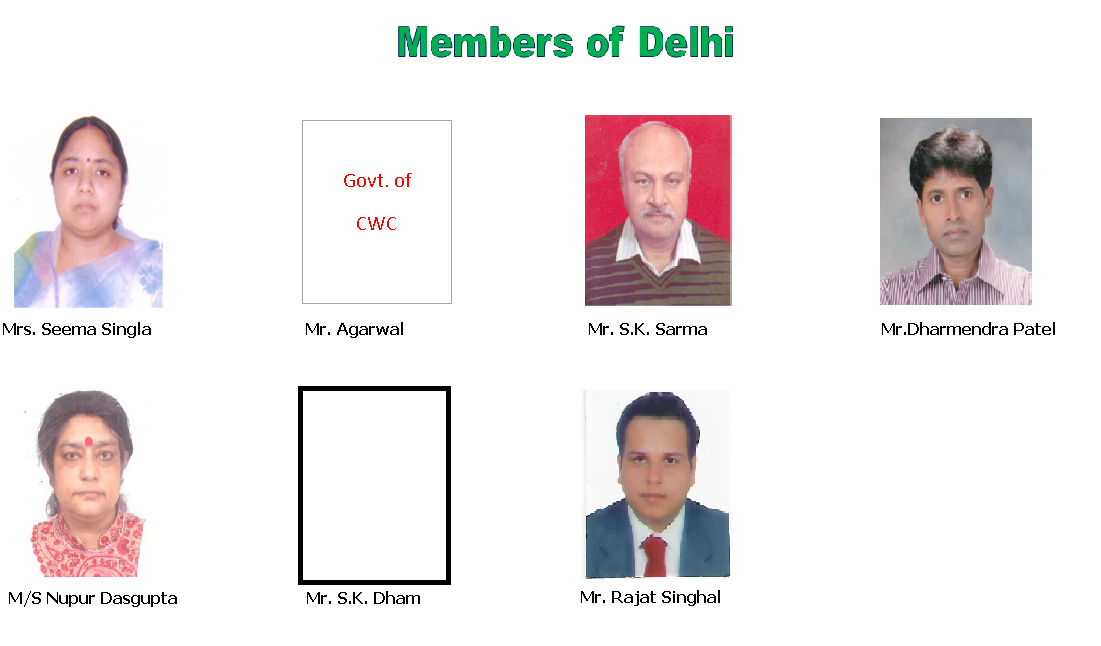 Members of Delhi
Govt. of
CWC
Mrs. Seema Singla
Mr. Agarwal
Mr. S.K. Sarma
Mr.Dharmendra Patel
M/S Nupur Dasgupta
Mr. S.K. Dham
Mr. Rajat Singhal